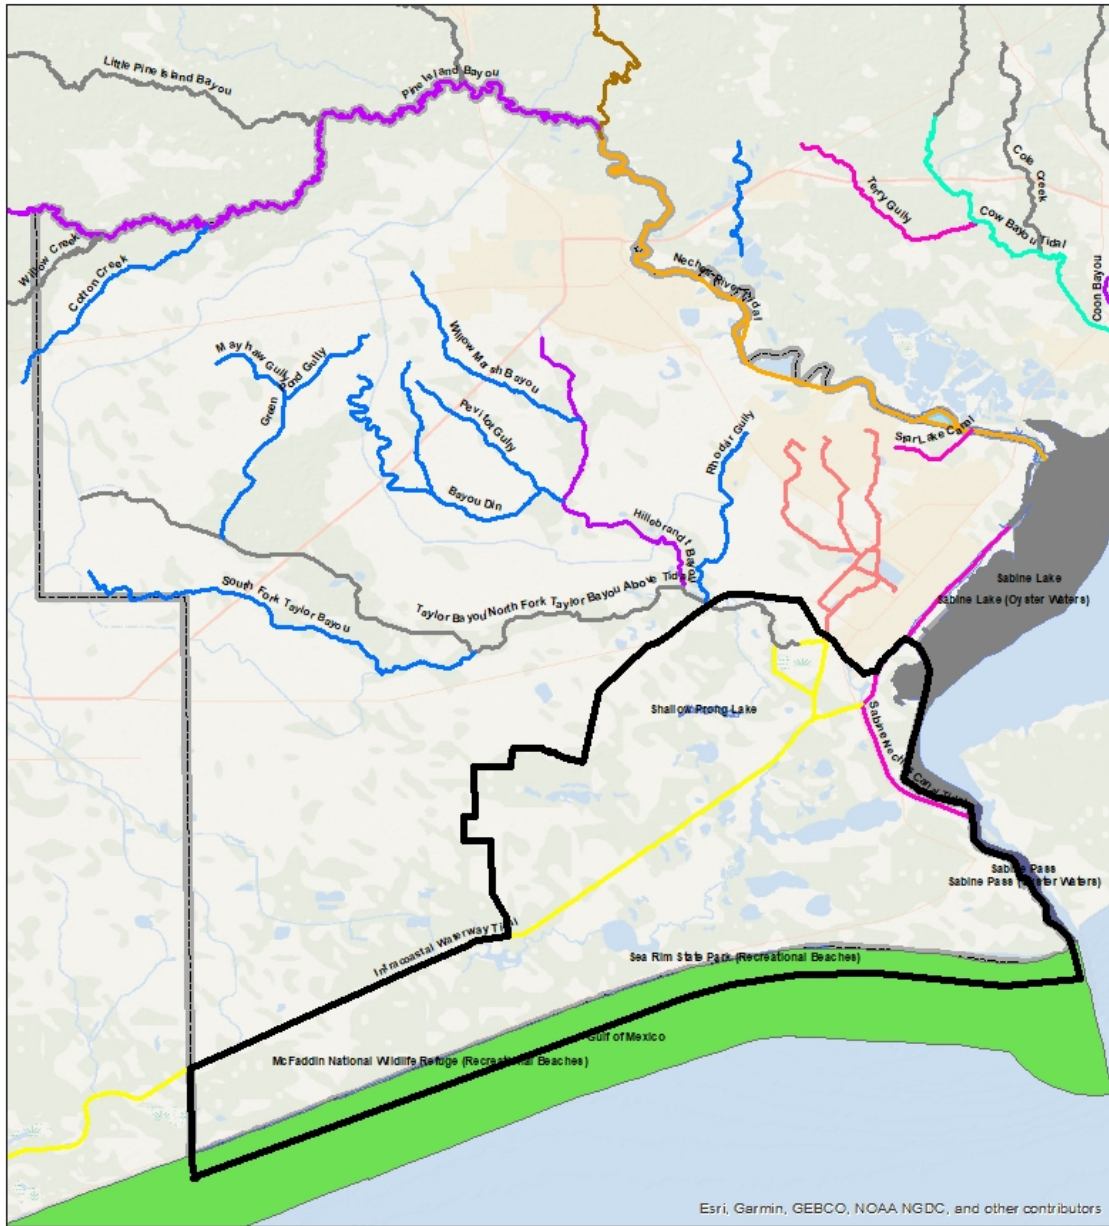 Little Pine Island Bayou
Pine Island Bayou
Cole Creek
Terry Gully
Cow Bayou Tidal
Willow Creek
Cotton Creek
Neches River Tidal
Coon Bayou
Mayhaw Gully
Green Pond Gully
Willow Marsh Bayou
Pevitot Gully
Rhodair Gully
Star Lake Canal
Bayou Din
Hillebrandt Bayou
Sabine Lake
Sabine Lake (Oyster Waters)
South Fork Taylor Bayou
Taylor Bayou North Fork Taylor Bayou Above Tidal
Shallow Prong Lake
Sabine Neches Canal Tidal
Sabine Pass
Sabine Pass (Oyster Waters)
Intracoastal Waterway Tidal
Sea Rim State Park (Recreational Beaches)
Gulf of Mexico
McFaddin National Wildlife Refuge (Recreational Beaches)
Esri, Garmin, GEBCO, NOAA NGDC, and other contributors